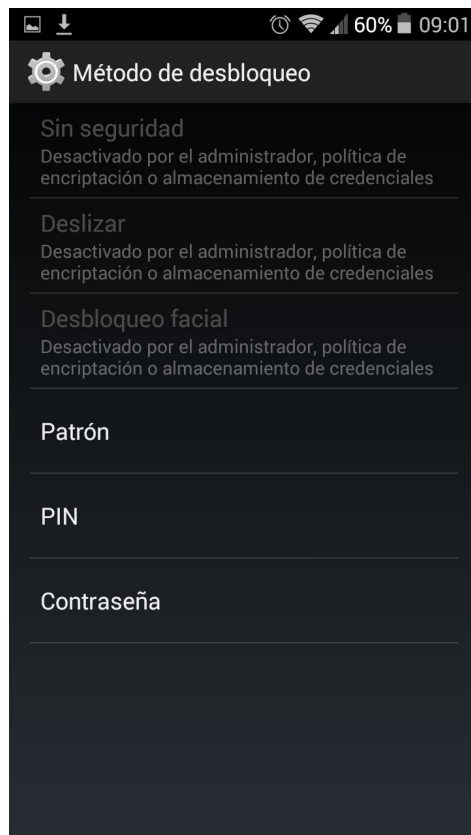 60% 09:01
Método de desbloqueo
Sin seguridad
Desactivado por el administrador, política de
encriptación o almacenamiento de credenciales
Deslizar
Desactivado por el administrador, política de
encriptación o almacenamiento de credenciales
Desbloqueo facial
Desactivado por el administrador, política de
encriptación o almacenamiento de credenciales
Patrón
PIN
Contraseña